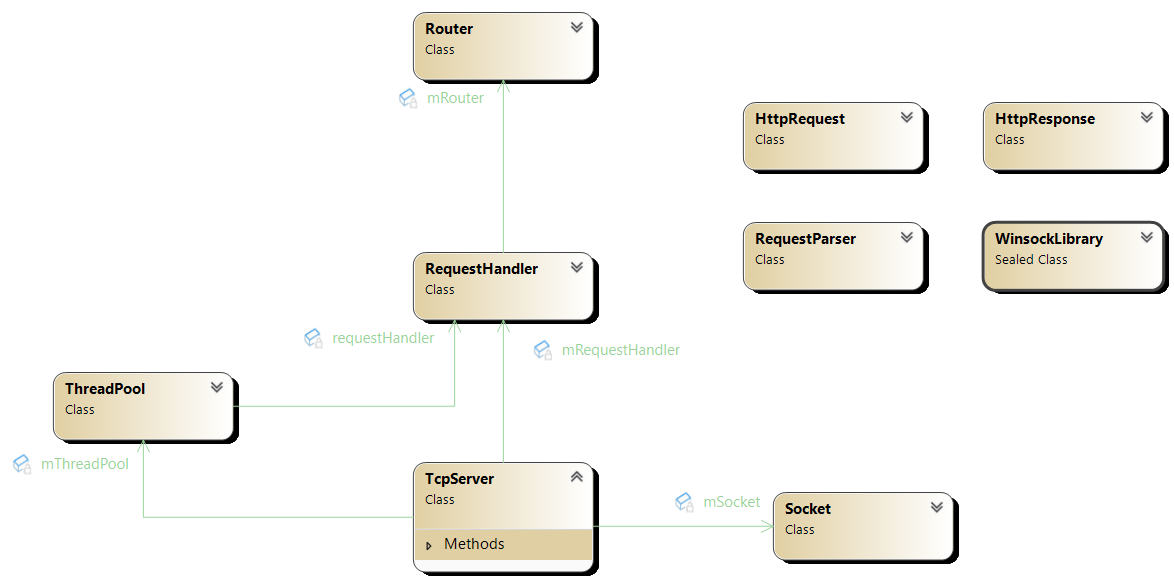 Router
Class
mRouter
HttpRequest
Class
HttpResponse
Class
RequestParser
Class
WinsockLibrary
Sealed Class
RequestHandler
Class
requestHandler
mRequestHandler
ThreadPool
Class
mThreadPool
TcpServer
Class
Methods
mSocket
Socket
Class